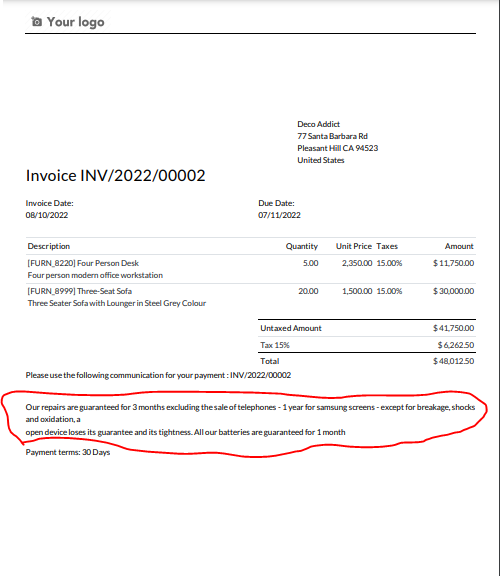 Your logo
Deco Addict
77 Santa Barbara Rd
Pleasant Hill CA 94523
United States
Invoice INV/2022/00002
Invoice Date: Due Date:
08/10/2022 07/11/2022
Description Quantity Unit Price Taxes Amount
[FURN_8220] Four Person Desk 5.00 2,350.00 15.00% $ 11,750.00
Four person modern office workstation
[FURN_8999] Three-Seat Sofa 20.00 1,500.00 15.00% $ 30,000.00
Three Seater Sofa with Lounger in Steel Grey Colour
Untaxed Amount $ 41,750.00
Tax 15% $ 6,262.50
Total $ 48,012.50
Please use the following communication for your payment : INV/2022/00002
Our repairs are guaranteed for 3 months excluding the sale of telephones - 1 year for samsung screens - except for breakage, shocks
and oxidation, a
open device loses its guarantee and its tightness. All our batteries are guaranteed for 1 month
Payment terms: 30 Days